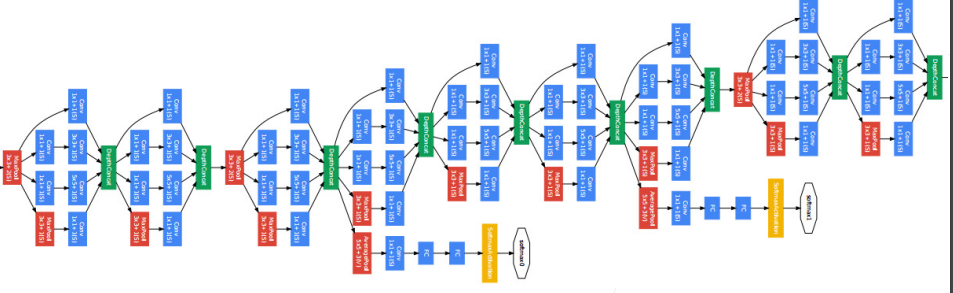 MaxPool
3x3+2(S)
Conv
1x1+1(S)
Conv
1x1+1(S)
MaxPool
3x3+1(S)
Conv
1x1+1(S)
Conv
3x3+1(S)
Conv
5x5+1(S)
Conv
1x1+1(S)
DepthConcat
Conv
1x1+1(S)
Conv
1x1+1(S)
MaxPool
3x3+1(S)
Conv
1x1+1(S)
Conv
3x3+1(S)
Conv
5x5+1(S)
Conv
1x1+1(S)
DepthConcat
MaxPool
3x3+2(S)
Conv
1x1+1(S)
Conv
1x1+1(S)
MaxPool
3x3+1(S)
Conv
1x1+1(S)
Conv
3x3+1(S)
Conv
5x5+1(S)
Conv
1x1+1(S)
DepthConcat
Conv
1x1+1(S)
Conv
1x1+1(S)
MaxPool
3x3+1(S)
AveragePool
5x5+3(V)
Conv
1x1+1(S)
Conv
3x3+1(S)
Conv
5x5+1(S)
Conv
1x1+1(S)
Conv
1x1+1(S)
DepthConcat
FC
FC
SoftmaxActivation
softmax0
Conv
1x1+1(S)
Conv
1x1+1(S)
MaxPool
3x3+1(S)
Conv
1x1+1(S)
Conv
3x3+1(S)
Conv
5x5+1(S)
Conv
1x1+1(S)
DepthConcat
Conv
1x1+1(S)
Conv
1x1+1(S)
MaxPool
3x3+1(S)
Conv
1x1+1(S)
Conv
3x3+1(S)
Conv
5x5+1(S)
Conv
1x1+1(S)
DepthConcat
Conv
1x1+1(S)
Conv
1x1+1(S)
MaxPool
3x3+1(S)
AveragePool
5x5+3(V)
Conv
1x1+1(S)
Conv
3x3+1(S)
Conv
5x5+1(S)
Conv
1x1+1(S)
Conv
1x1+1(S)
DepthConcat
FC
FC
SoftmaxActivation
softmax1
MaxPool
3x3+2(S)
Conv
1x1+1(S)
Conv
1x1+1(S)
MaxPool
3x3+1(S)
Conv
1x1+1(S)
Conv
3x3+1(S)
Conv
5x5+1(S)
Conv
1x1+1(S)
DepthConcat
Conv
1x1+1(S)
Conv
1x1+1(S)
MaxPool
3x3+1(S)
Conv
1x1+1(S)
Conv
3x3+1(S)
Conv
5x5+1(S)
Conv
1x1+1(S)
DepthConcat